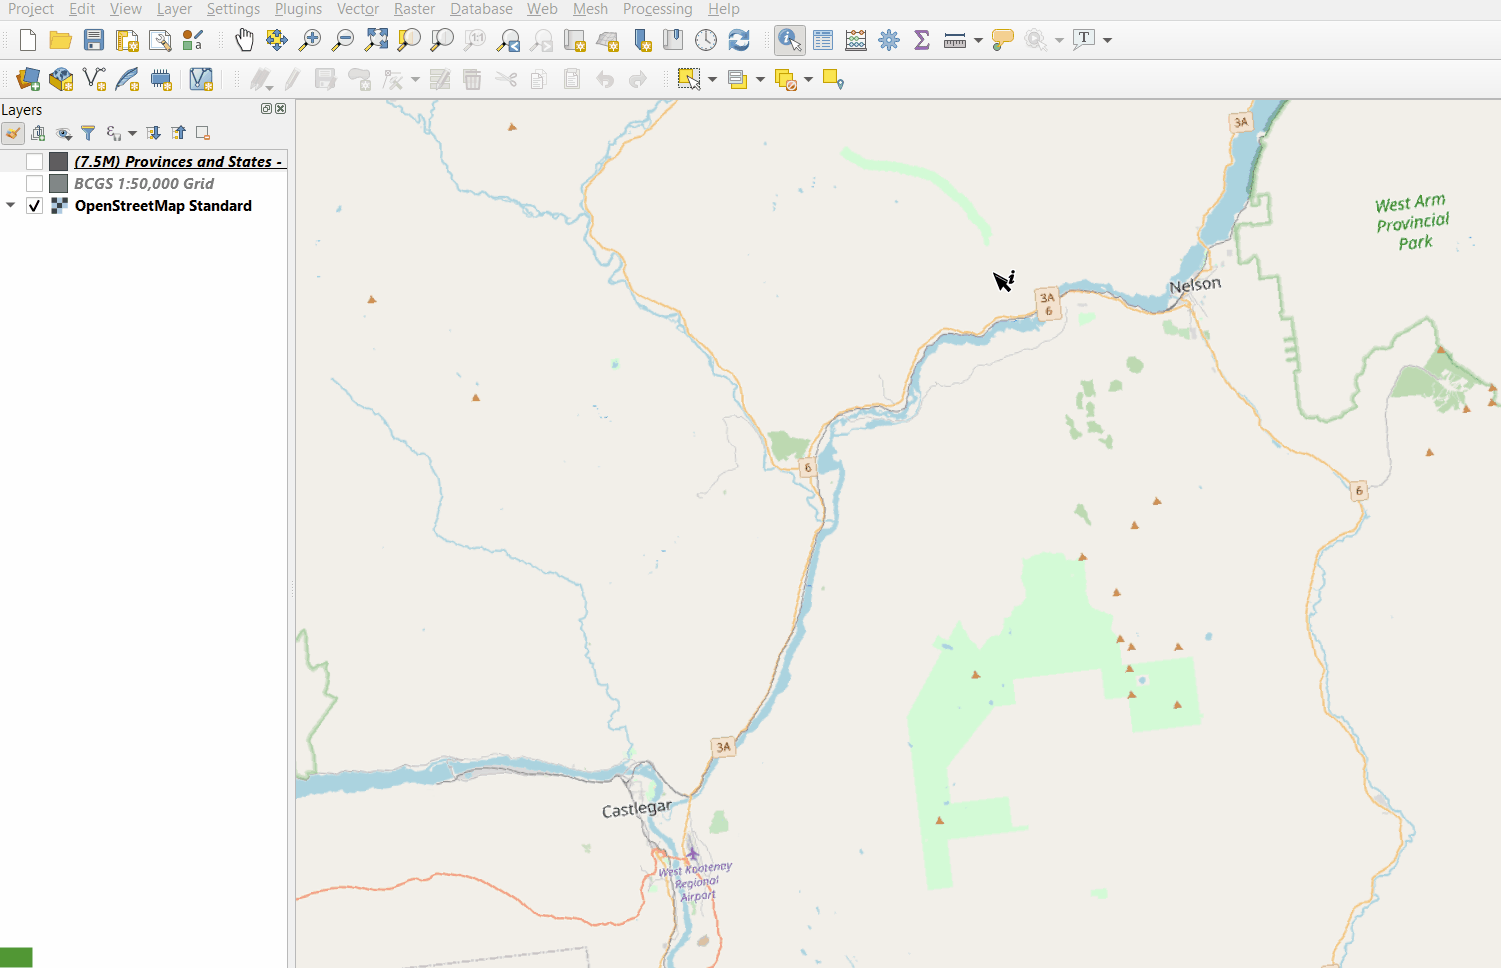 Project Edit View Layer Settings Plugins Vector Raster Database Web Mesh Processing Help
1:1
T
Layers
(7.5M) Provinces and States -
BCGS 1:50,000 Grid
OpenStreetMap Standard
3A
West Arm
Provincial
Park
Nelson
3A
6
6
6
3A
Castlegar
West Kootenay
Regional
Airport